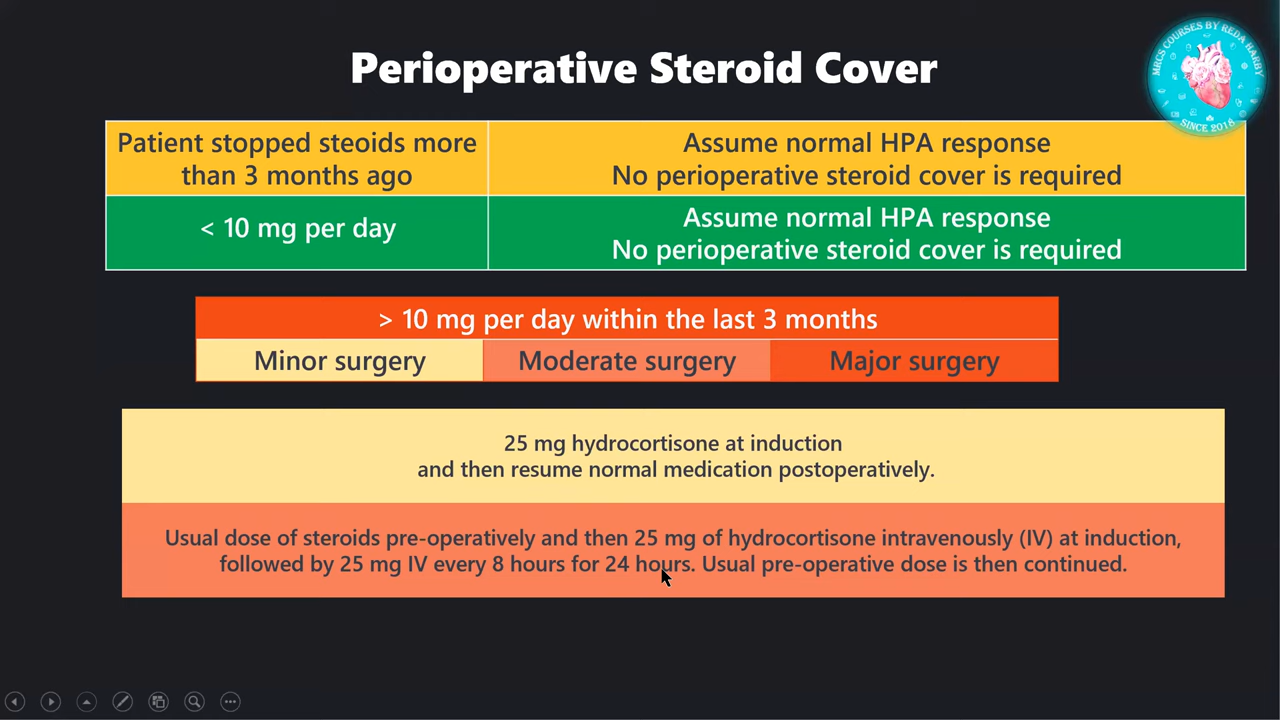 Perioperative Steroid Cover
MRCS COURSES BY REDA HARBY
SINCE 2018
Patient stopped steoids more
than 3 months ago
Assume normal HPA response
No perioperative steroid cover is required
< 10 mg per day
Assume normal HPA response
No perioperative steroid cover is required
> 10 mg per day within the last 3 months
Minor surgery
Moderate surgery
Major surgery
25 mg hydrocortisone at induction
and then resume normal medication postoperatively.
Usual dose of steroids pre-operatively and then 25 mg of hydrocortisone intravenously (IV) at induction,
followed by 25 mg IV every 8 hours for 24 hours. Usual pre-operative dose is then continued.